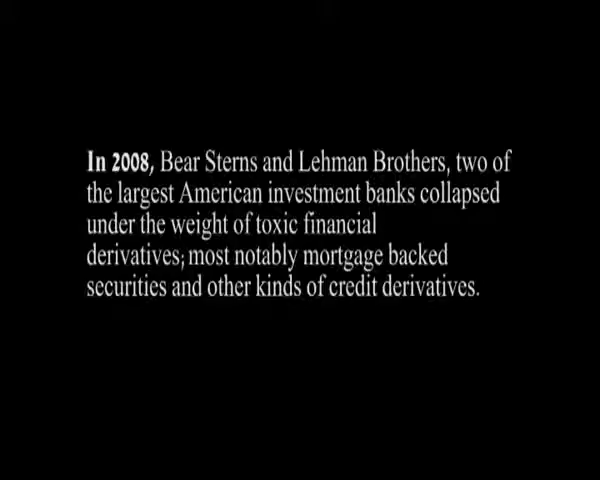 In 2008, Bear Sterns and Lehman Brothers, two of
the largest American investment banks collapsed
under the weight of toxic financial
derivatives; most notably mortgage backed
securities and other kinds of credit derivatives.